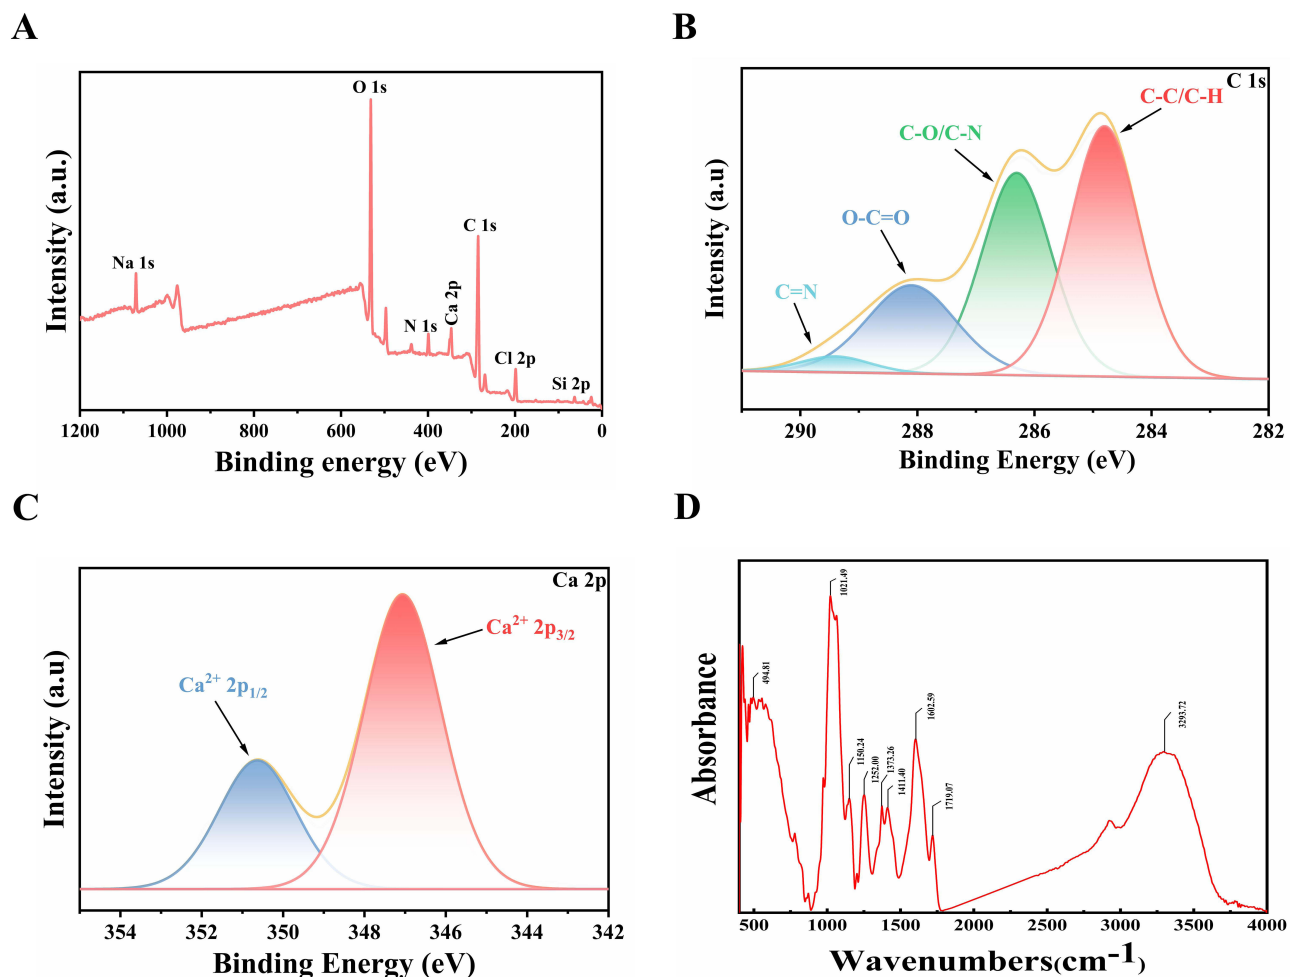 A
O 1s
C 1s
Na 1s
Ca 2p
N 1s
Cl 2p
Si 2p
Intensity (a.u.)
1200 1000 800 600 400 200 0
Binding energy (eV)
B
C 1s
C-C/C-H
C-O/C-N
O-C=O
C=N
Intensity (a.u)
290 288 286 284 282
Binding Energy (eV)
C
Ca 2p
Ca²⁺ 2p₃/₂
Ca²⁺ 2p₁/₂
Intensity (a.u)
354 352 350 348 346 344 342
Binding Energy (eV)
D
494.81
1021.49
1150.24
1252.00
1373.26
1411.40
1602.59
1719.07
3293.72
Absorbance
500 1000 1500 2000 2500 3000 3500 4000
Wavenumbers(cm⁻¹)